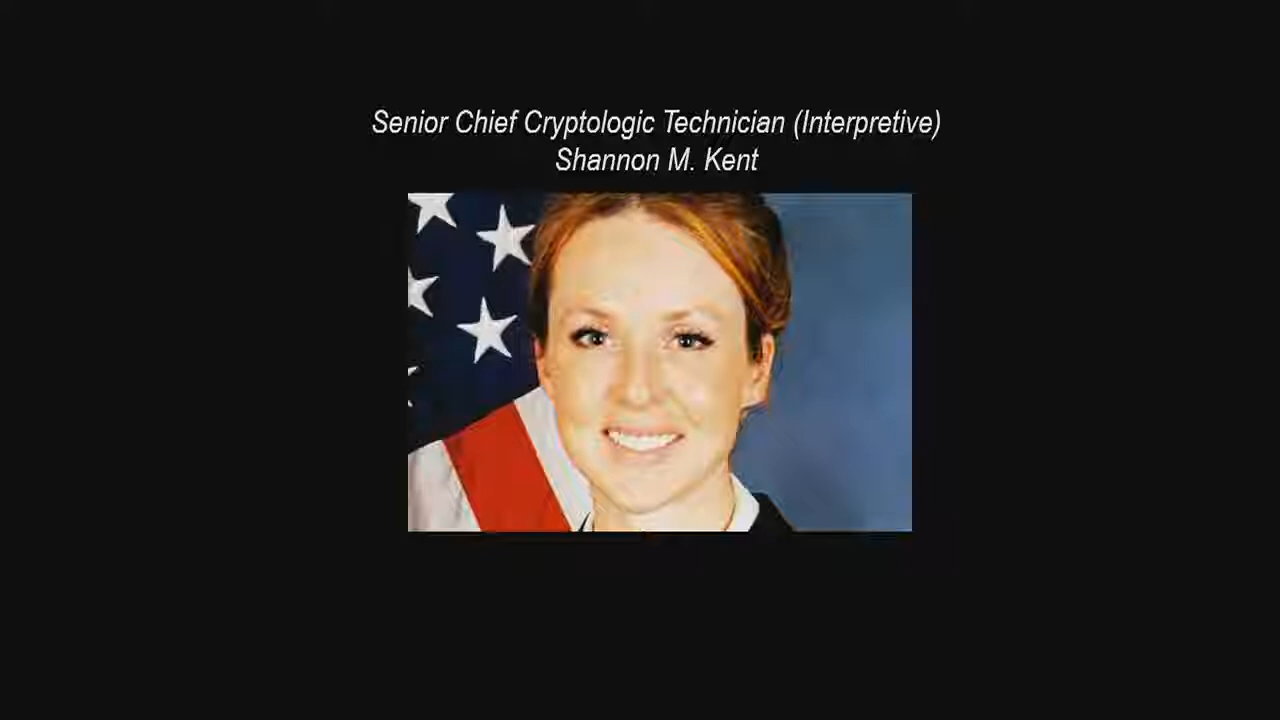 Senior Chief Cryptologic Technician (Interpretive)
Shannon M. Kent